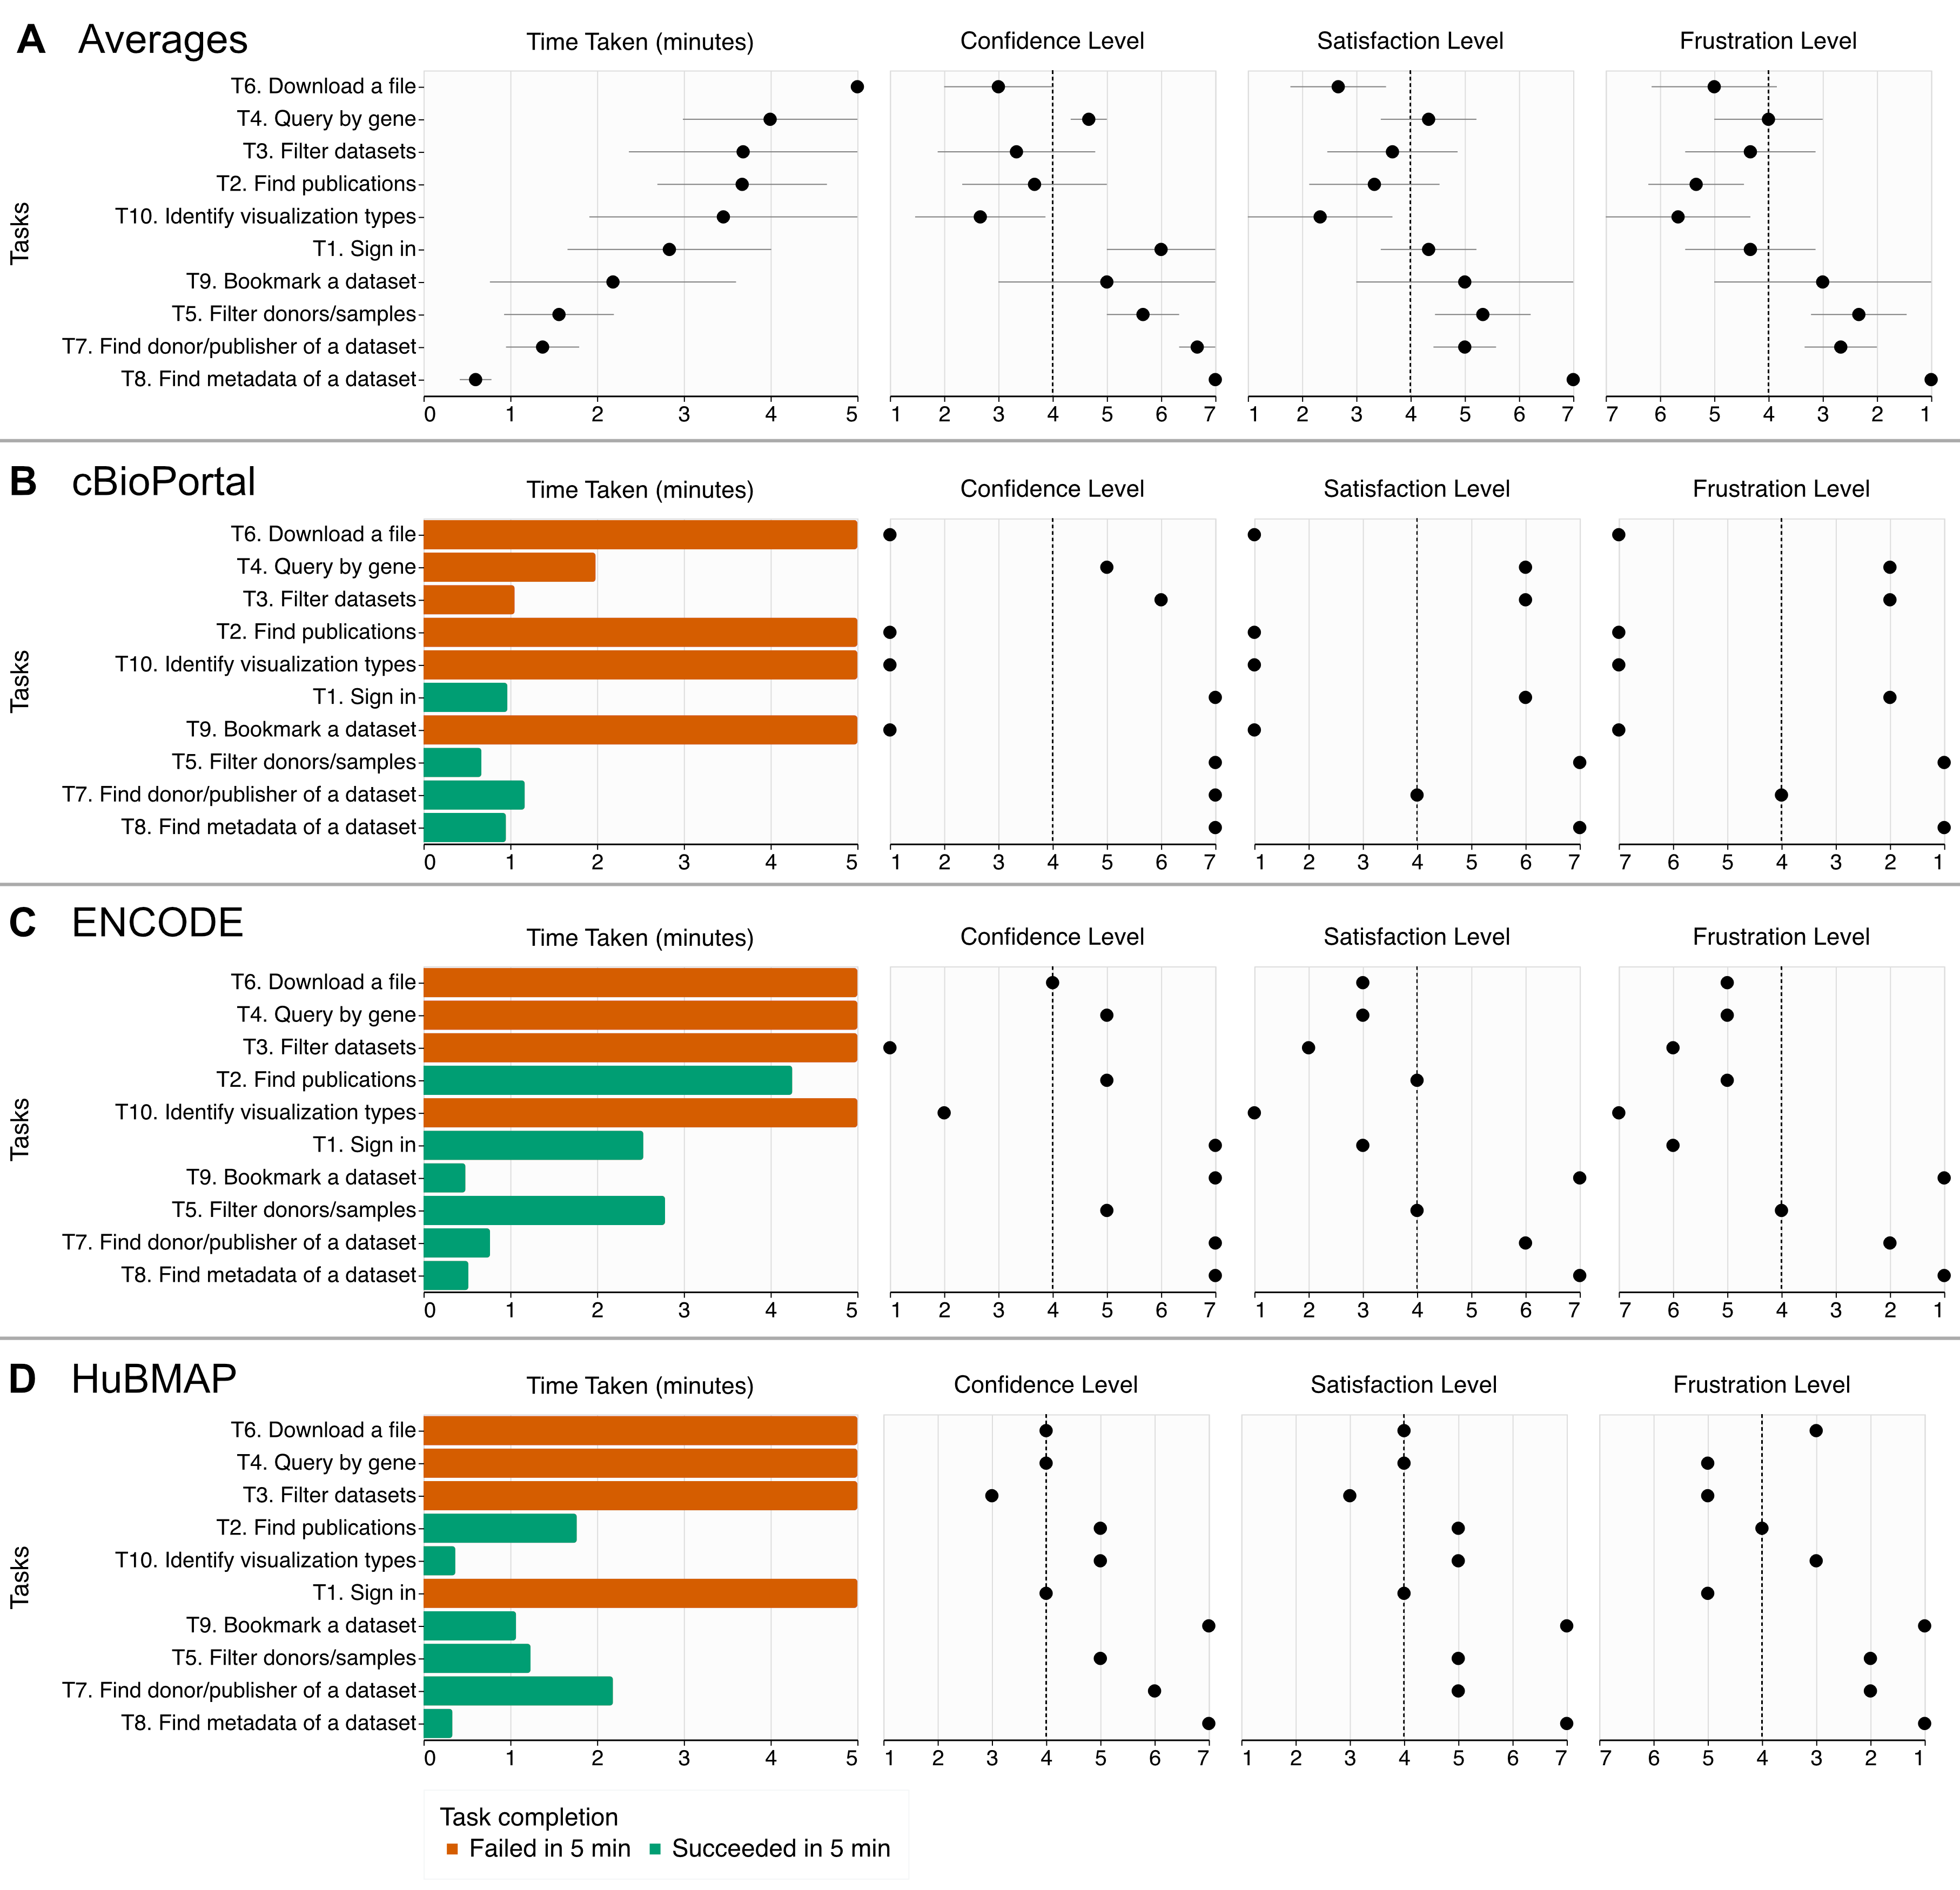 A Averages
Time Taken (minutes) Confidence Level Satisfaction Level Frustration Level
Tasks
T6. Download a file
T4. Query by gene
T3. Filter datasets
T2. Find publications
T10. Identify visualization types
T1. Sign in
T9. Bookmark a dataset
T5. Filter donors/samples
T7. Find donor/publisher of a dataset
T8. Find metadata of a dataset
0 1 2 3 4 5 1 2 3 4 5 6 7 1 2 3 4 5 6 7 7 6 5 4 3 2 1
B cBioPortal
Time Taken (minutes) Confidence Level Satisfaction Level Frustration Level
Tasks
T6. Download a file
T4. Query by gene
T3. Filter datasets
T2. Find publications
T10. Identify visualization types
T1. Sign in
T9. Bookmark a dataset
T5. Filter donors/samples
T7. Find donor/publisher of a dataset
T8. Find metadata of a dataset
0 1 2 3 4 5 1 2 3 4 5 6 7 1 2 3 4 5 6 7 7 6 5 4 3 2 1
C ENCODE
Time Taken (minutes) Confidence Level Satisfaction Level Frustration Level
Tasks
T6. Download a file
T4. Query by gene
T3. Filter datasets
T2. Find publications
T10. Identify visualization types
T1. Sign in
T9. Bookmark a dataset
T5. Filter donors/samples
T7. Find donor/publisher of a dataset
T8. Find metadata of a dataset
0 1 2 3 4 5 1 2 3 4 5 6 7 1 2 3 4 5 6 7 7 6 5 4 3 2 1
D HuBMAP
Time Taken (minutes) Confidence Level Satisfaction Level Frustration Level
Tasks
T6. Download a file
T4. Query by gene
T3. Filter datasets
T2. Find publications
T10. Identify visualization types
T1. Sign in
T9. Bookmark a dataset
T5. Filter donors/samples
T7. Find donor/publisher of a dataset
T8. Find metadata of a dataset
0 1 2 3 4 5 1 2 3 4 5 6 7 1 2 3 4 5 6 7 7 6 5 4 3 2 1
Task completion
Failed in 5 min Succeeded in 5 min